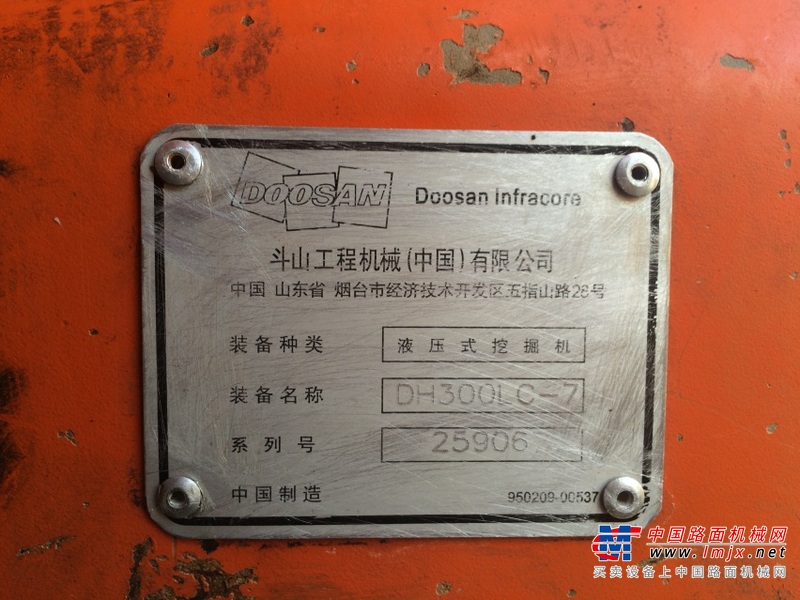 DOOSAN Doosan Infracore
斗山工程机械(中国)有限公司
中国 山东省 烟台市经济技术开发区五指山路28号
装备种类 液压式挖掘机
装备名称 DH300LC-7
系列号 25906
中国制造 950209-00537
中国路面机械网
www.lmjx.net
买卖设备上中国路面机械网